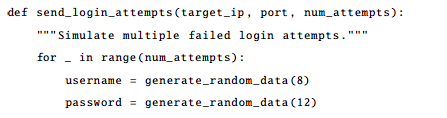 def send_login_attempts(target_ip, port, num_attempts):
    """Simulate multiple failed login attempts."""
    for _ in range(num_attempts):
        username = generate_random_data(8)
        password = generate_random_data(12)